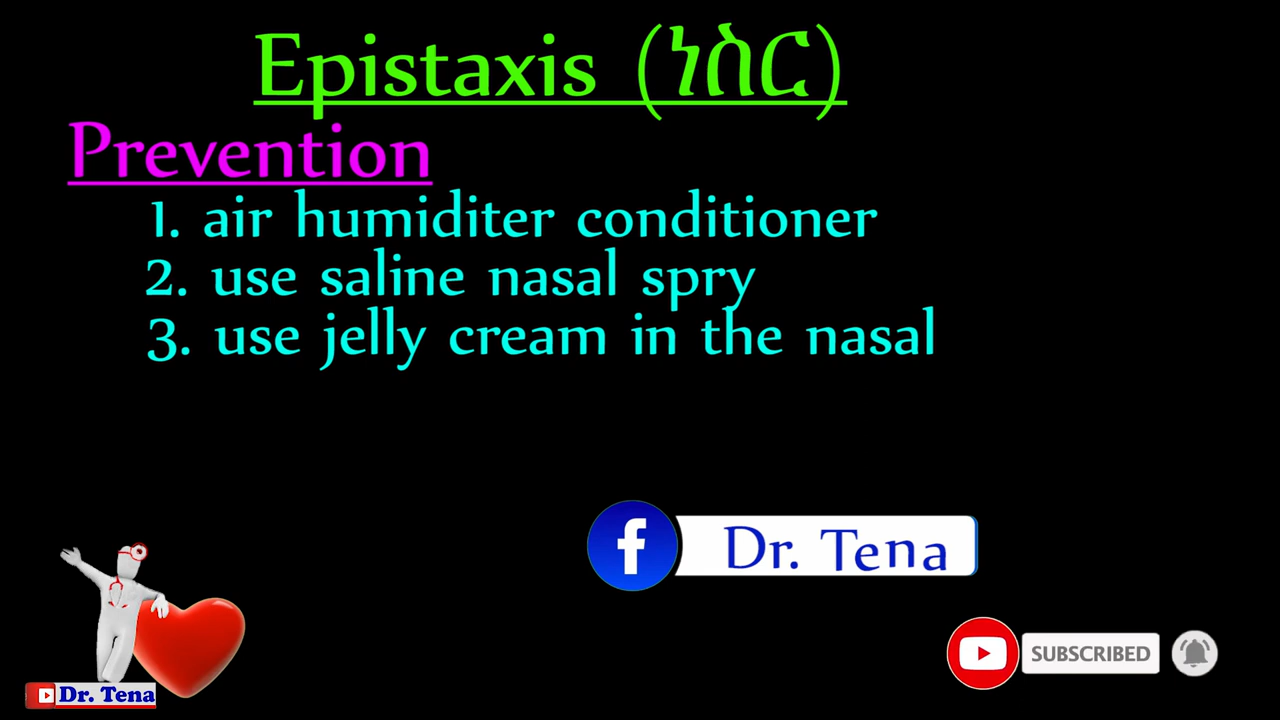 Epistaxis (ነስር)
Prevention
1. air humiditer conditioner
2. use saline nasal spry
3. use jelly cream in the nasal
f Dr. Tena
SUBSCRIBED
Dr. Tena